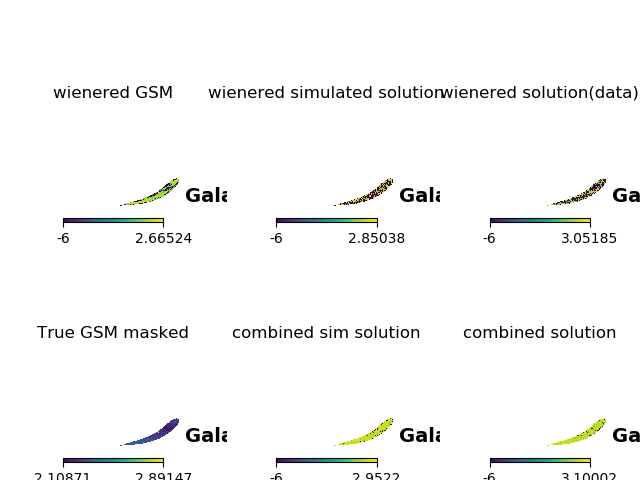 wienered GSM
wienered simulated solution
wienered solution(data)
Gala
Gala
Ga
-6 2.66524
-6 2.85038
-6 3.05185
True GSM masked
combined sim solution
combined solution
Gala
Gala
Ga
2.10871 2.89147
-6 2.9522
-6 3.10002